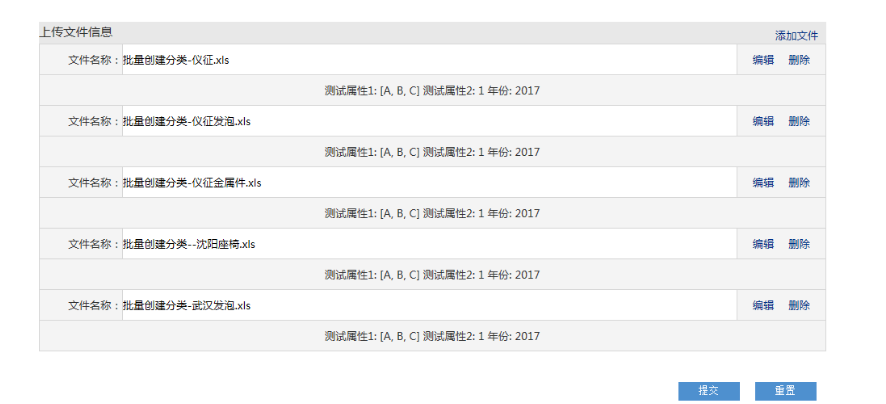 上传文件信息 添加文件
文件名称：批量创建分类-仪征.xls 编辑 删除
测试属性1: [A, B, C] 测试属性2: 1 年份: 2017
文件名称：批量创建分类-仪征发泡.xls 编辑 删除
测试属性1: [A, B, C] 测试属性2: 1 年份: 2017
文件名称：批量创建分类-仪征金属件.xls 编辑 删除
测试属性1: [A, B, C] 测试属性2: 1 年份: 2017
文件名称：批量创建分类--沈阳座椅.xls 编辑 删除
测试属性1: [A, B, C] 测试属性2: 1 年份: 2017
文件名称：批量创建分类-武汉发泡.xls 编辑 删除
测试属性1: [A, B, C] 测试属性2: 1 年份: 2017
提交 重置